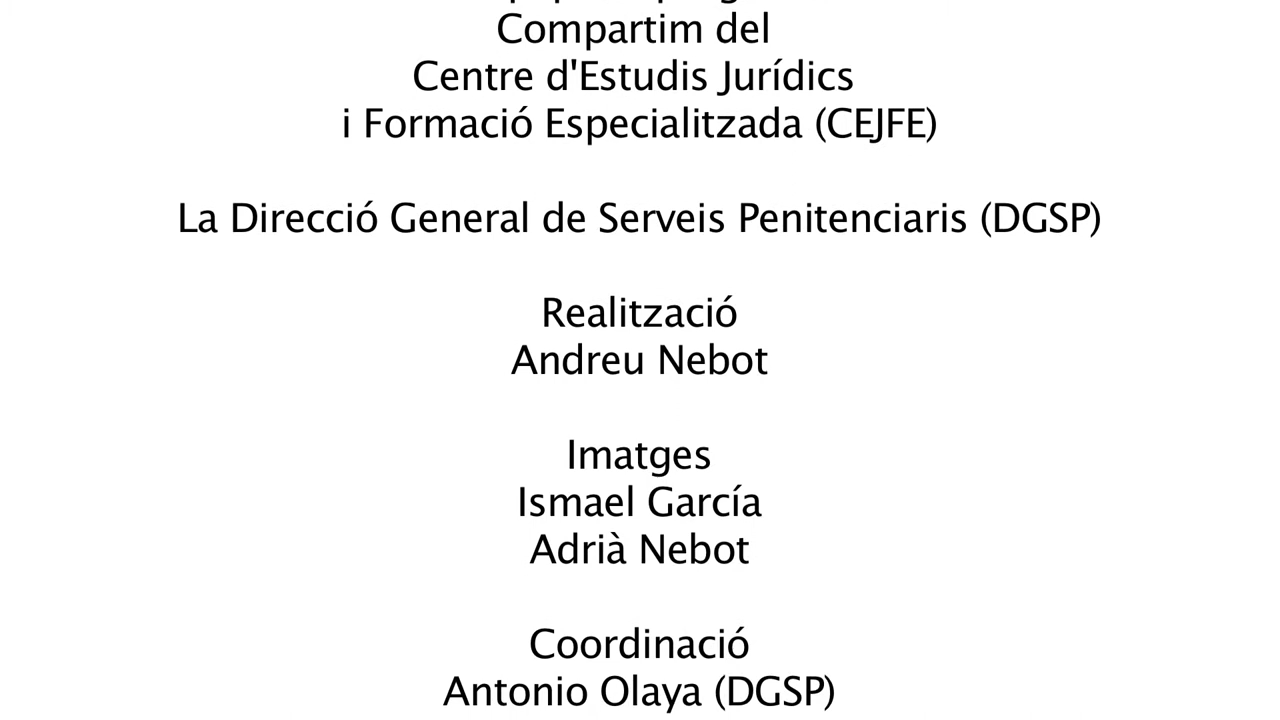 Compartim del
Centre d'Estudis Jurídics
i Formació Especialitzada (CEJFE)
La Direcció General de Serveis Penitenciaris (DGSP)
Realització
Andreu Nebot
Imatges
Ismael García
Adrià Nebot
Coordinació
Antonio Olaya (DGSP)